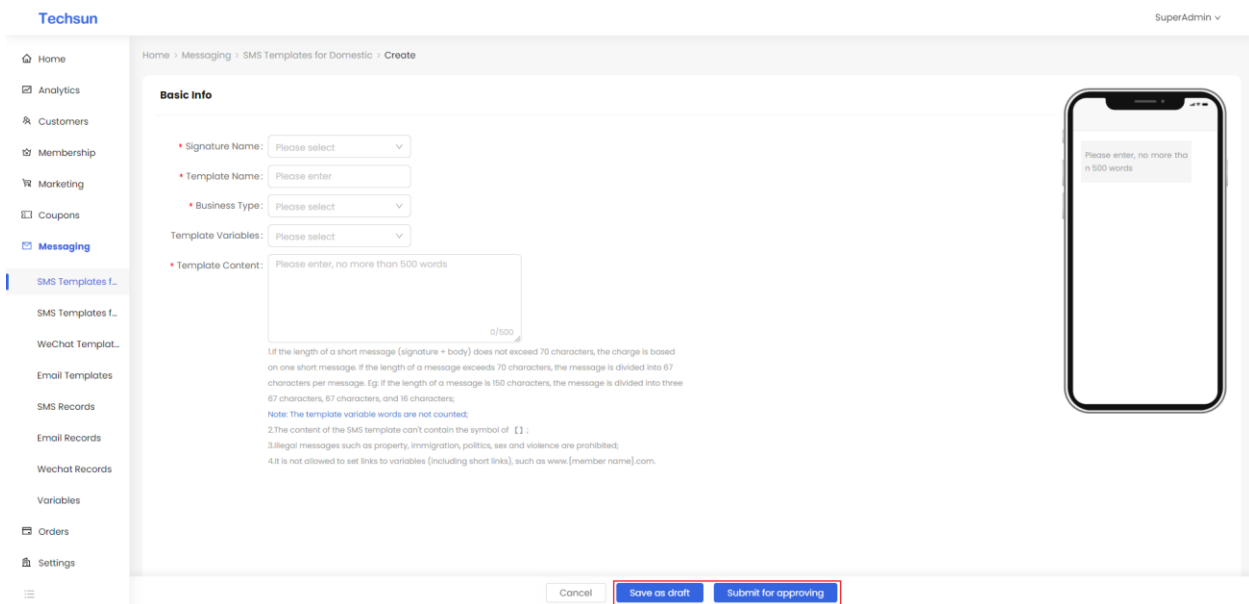 Techsun
SuperAdmin
Home
Analytics
Customers
Membership
Marketing
Coupons
Messaging
SMS Templates f...
SMS Templates f...
WeChat Templat...
Email Templates
SMS Records
Email Records
Wechat Records
Variables
Orders
Settings
Home > Messaging > SMS Templates for Domestic > Create
Basic Info
* Signature Name: Please select
* Template Name: Please enter
* Business Type: Please select
Template Variables: Please select
* Template Content: Please enter, no more than 500 words
0/500
1.If the length of a short message (signature + body) does not exceed 70 characters, the charge is based
on one short message. If the length of a message exceeds 70 characters, the message is divided into 67
characters per message. Eg: if the length of a message is 150 characters, the message is divided into three
67 characters, 67 characters, and 16 characters;
Note: The template variable words are not counted;
2.The content of the SMS template can't contain the symbol of 【】;
3.Illegal messages such as property, immigration, politics, sex and violence are prohibited;
4.It is not allowed to set links to variables (including short links), such as www.{member name}.com.
Please enter, no more tha
n 500 words
Cancel
Save as draft
Submit for approving